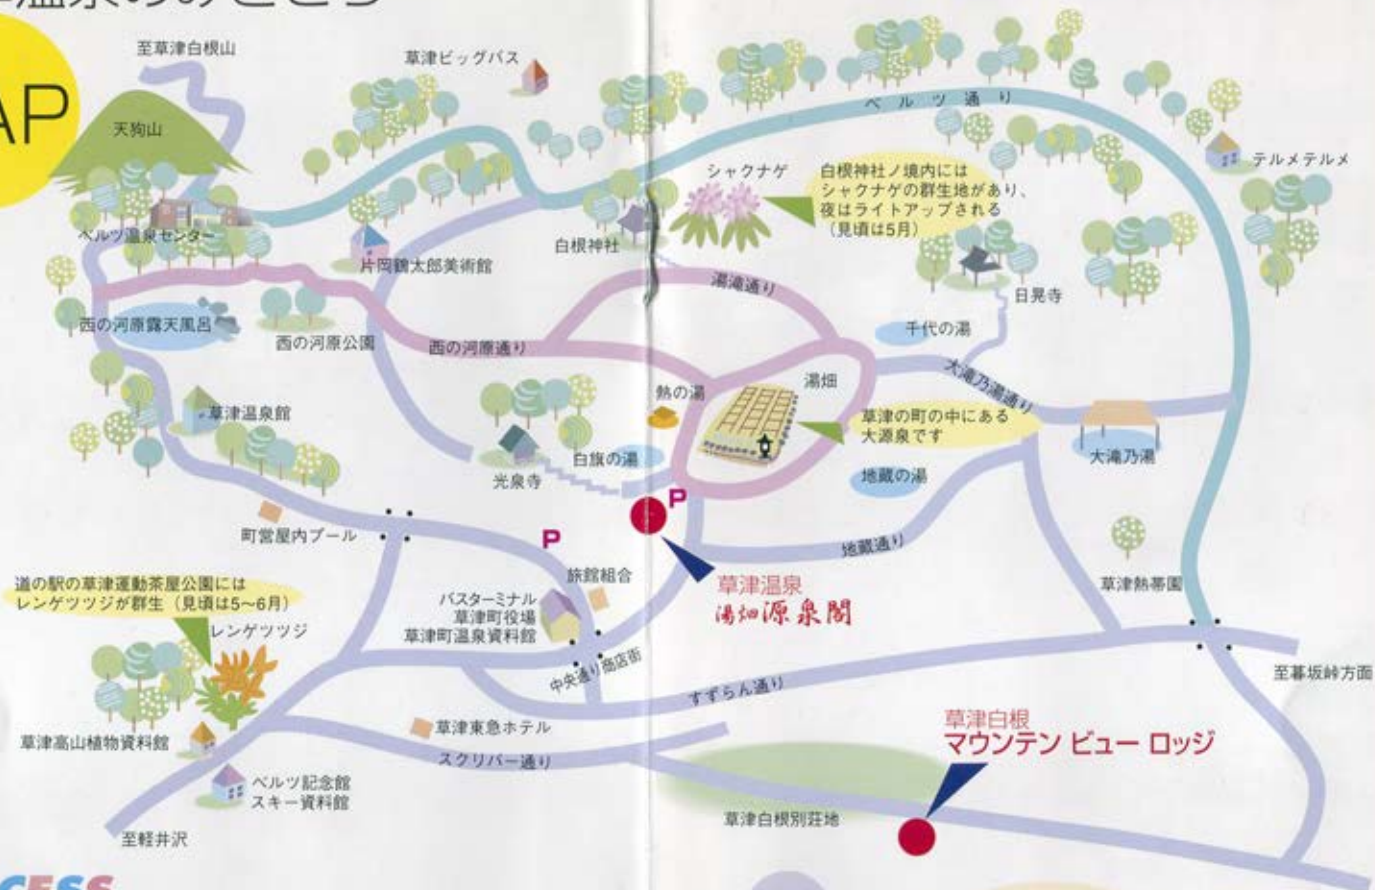 温泉のみどころ
AP
至草津白根山
草津ビッグバス
ベルツ通り
天狗山
シャクナゲ
白根神社ノ境内には
シャクナゲの群生地があり、
夜はライトアップされる
（見頃は5月）
テルメテルメ
ベルツ温泉センター
白根神社
片岡鶴太郎美術館
湯滝通り
日晃寺
西の河原露天風呂
西の河原公園
西の河原通り
千代の湯
大滝乃湯通り
熱の湯
湯畑
草津の町の中にある
大源泉です
草津温泉館
白旗の湯
光泉寺
地蔵の湯
大滝乃湯
P
町営屋内プール
P
地蔵通り
旅館組合
草津温泉
湯畑源泉閣
草津熱帯園
道の駅の草津運動茶屋公園には
レンゲツツジが群生（見頃は5〜6月）
レンゲツツジ
バスターミナル
草津町役場
草津町温泉資料館
中央通り商店街
すずらん通り
至暮坂峠方面
草津高山植物資料館
草津東急ホテル
スクリバー通り
草津白根
マウンテン ビュー ロッジ
ベルツ記念館
スキー資料館
草津白根別荘地
至軽井沢
CESS